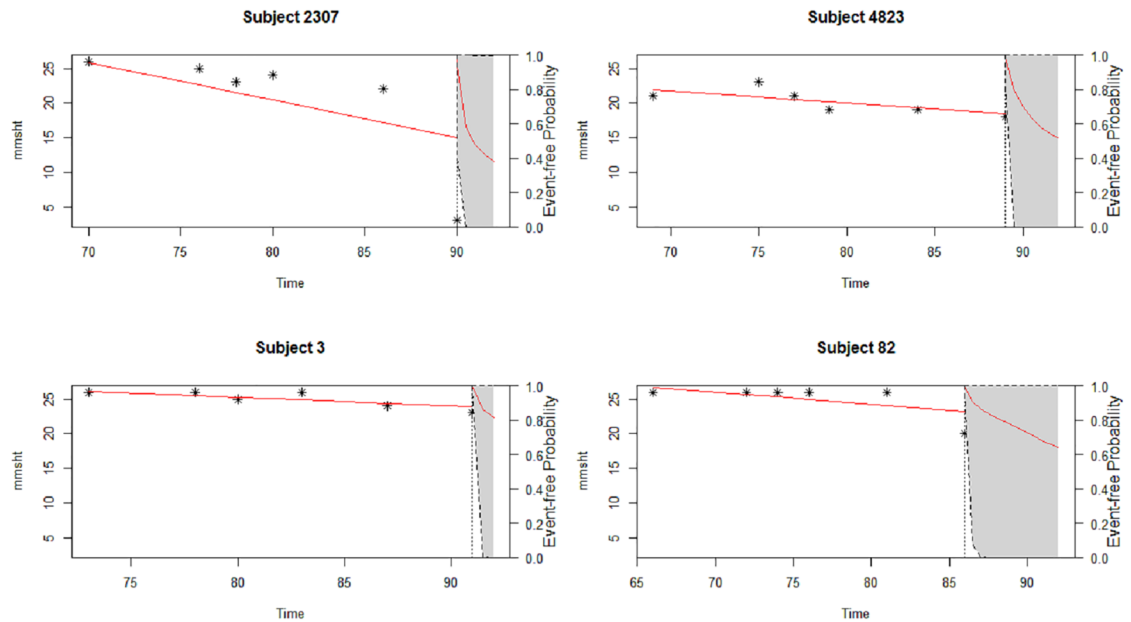 Subject 2307
mmsht
5 10 15 20 25
70 75 80 85 90
Time
0.0 0.2 0.4 0.6 0.8 1.0
Event-free Probability
Subject 4823
mmsht
5 10 15 20 25
70 75 80 85 90
Time
0.0 0.2 0.4 0.6 0.8 1.0
Event-free Probability
Subject 3
mmsht
5 10 15 20 25
75 80 85 90
Time
0.0 0.2 0.4 0.6 0.8 1.0
Event-free Probability
Subject 82
mmsht
5 10 15 20 25
65 70 75 80 85 90
Time
0.0 0.2 0.4 0.6 0.8 1.0
Event-free Probability